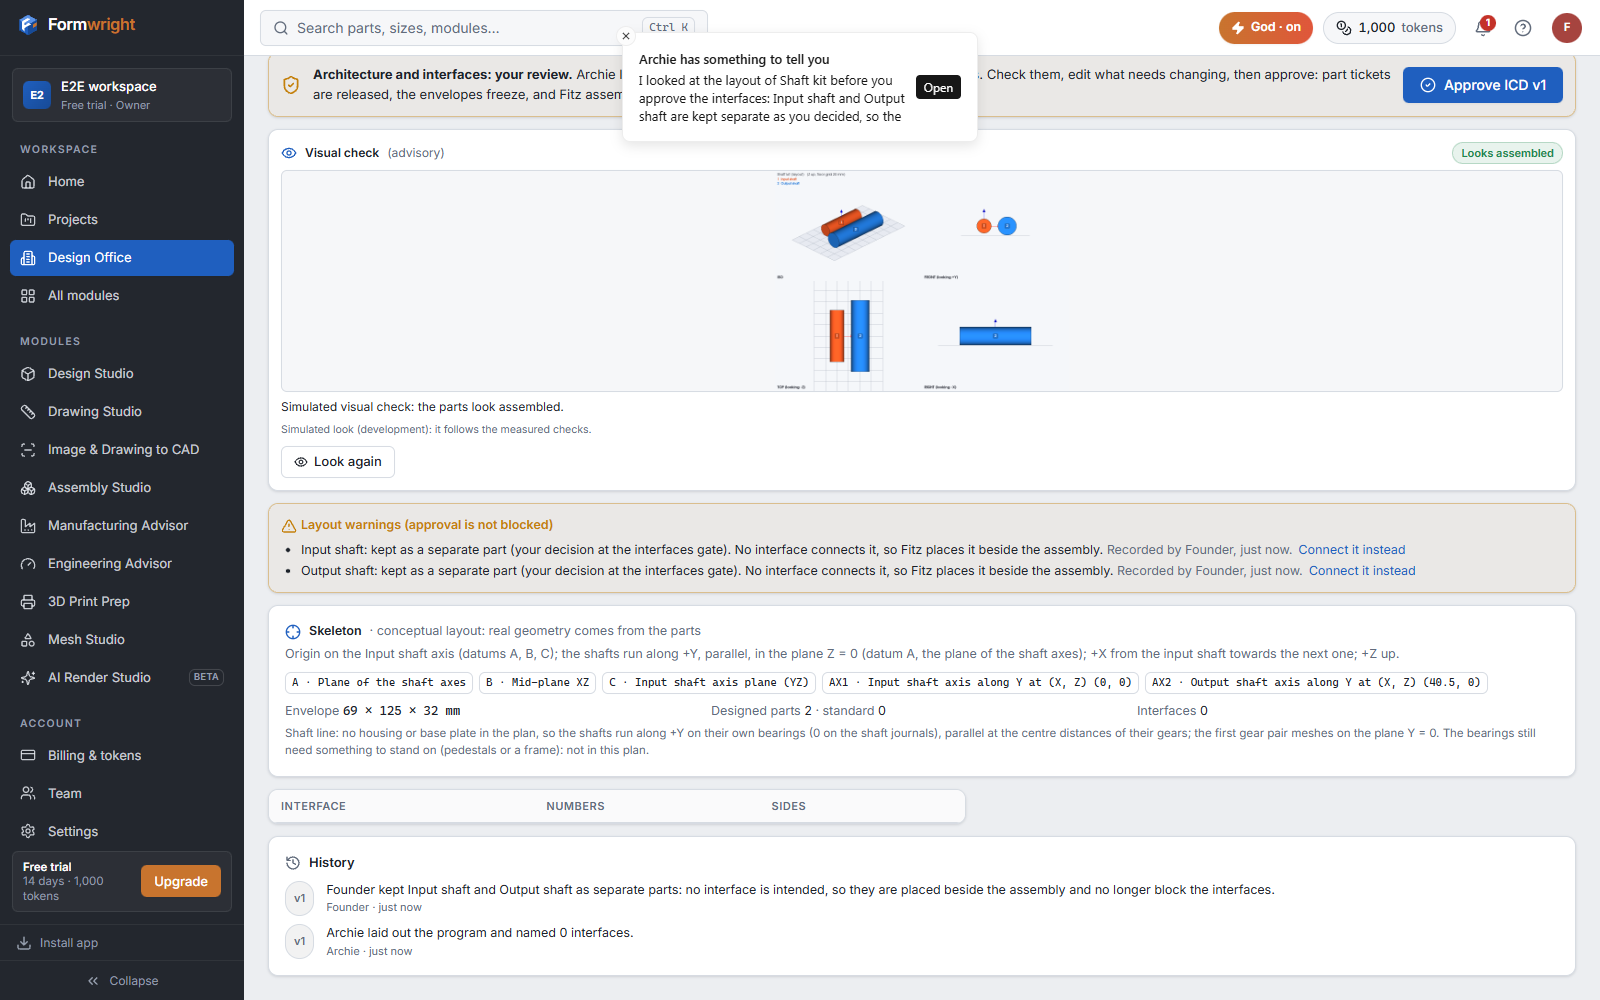 Formwright
Search parts, sizes, modules...
Ctrl K
God · on
1,000 tokens
1
F
E2
E2E workspace
Free trial · Owner
WORKSPACE
Home
Projects
Design Office
All modules
MODULES
Design Studio
Drawing Studio
Image & Drawing to CAD
Assembly Studio
Manufacturing Advisor
Engineering Advisor
3D Print Prep
Mesh Studio
AI Render Studio
BETA
ACCOUNT
Billing & tokens
Team
Settings
Free trial
14 days · 1,000
tokens
Upgrade
Install app
Collapse
Archie has something to tell you
I looked at the layout of Shaft kit before you
approve the interfaces: Input shaft and Output
shaft are kept separate as you decided, so the
Open
Architecture and interfaces: your review. Archie
. Check them, edit what needs changing, then approve: part tickets
are released, the envelopes freeze, and Fitz
Approve ICD v1
Visual check (advisory)
Looks assembled
Simulated visual check: the parts look assembled.
Simulated look (development): it follows the measured checks.
Look again
Layout warnings (approval is not blocked)
• Input shaft: kept as a separate part (your decision at the interfaces gate). No interface connects it, so Fitz places it beside the assembly. Recorded by Founder, just now. Connect it instead
• Output shaft: kept as a separate part (your decision at the interfaces gate). No interface connects it, so Fitz places it beside the assembly. Recorded by Founder, just now. Connect it instead
Skeleton · conceptual layout: real geometry comes from the parts
Origin on the Input shaft axis (datums A, B, C); the shafts run along +Y, parallel, in the plane Z = 0 (datum A, the plane of the shaft axes); +X from the input shaft towards the next one; +Z up.
A · Plane of the shaft axes
B · Mid-plane XZ
C · Input shaft axis plane (YZ)
AX1 · Input shaft axis along Y at (X, Z) (0, 0)
AX2 · Output shaft axis along Y at (X, Z) (40.5, 0)
Envelope 69 × 125 × 32 mm
Designed parts 2 · standard 0
Interfaces 0
Shaft line: no housing or base plate in the plan, so the shafts run along +Y on their own bearings (0 on the shaft journals), parallel at the centre distances of their gears; the first gear pair meshes on the plane Y = 0. The bearings still
need something to stand on (pedestals or a frame): not in this plan.
INTERFACE
NUMBERS
SIDES
History
v1
Founder kept Input shaft and Output shaft as separate parts: no interface is intended, so they are placed beside the assembly and no longer block the interfaces.
Founder · just now
v1
Archie laid out the program and named 0 interfaces.
Archie · just now